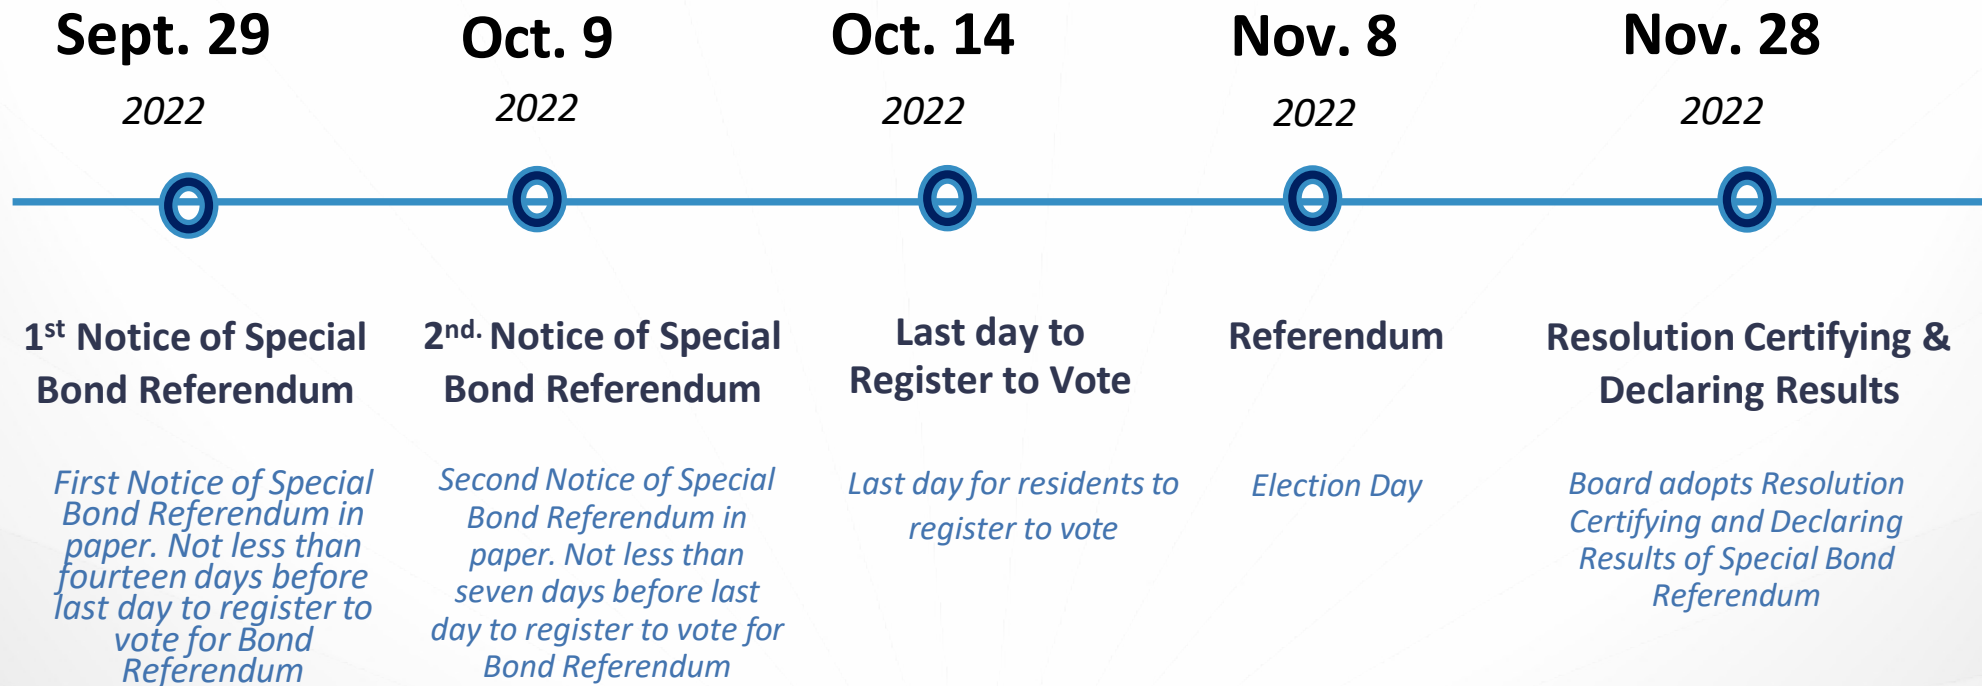 Sept. 29
2022
1st Notice of Special
Bond Referendum
First Notice of Special
Bond Referendum in
paper. Not less than
fourteen days before
last day to register to
vote for Bond
Referendum
Oct. 9
2022
2nd. Notice of Special
Bond Referendum
Second Notice of Special
Bond Referendum in
paper. Not less than
seven days before last
day to register to vote for
Bond Referendum
Oct. 14
2022
Last day to
Register to Vote
Last day for residents to
register to vote
Nov. 8
2022
Referendum
Election Day
Nov. 28
2022
Resolution Certifying &
Declaring Results
Board adopts Resolution
Certifying and Declaring
Results of Special Bond
Referendum